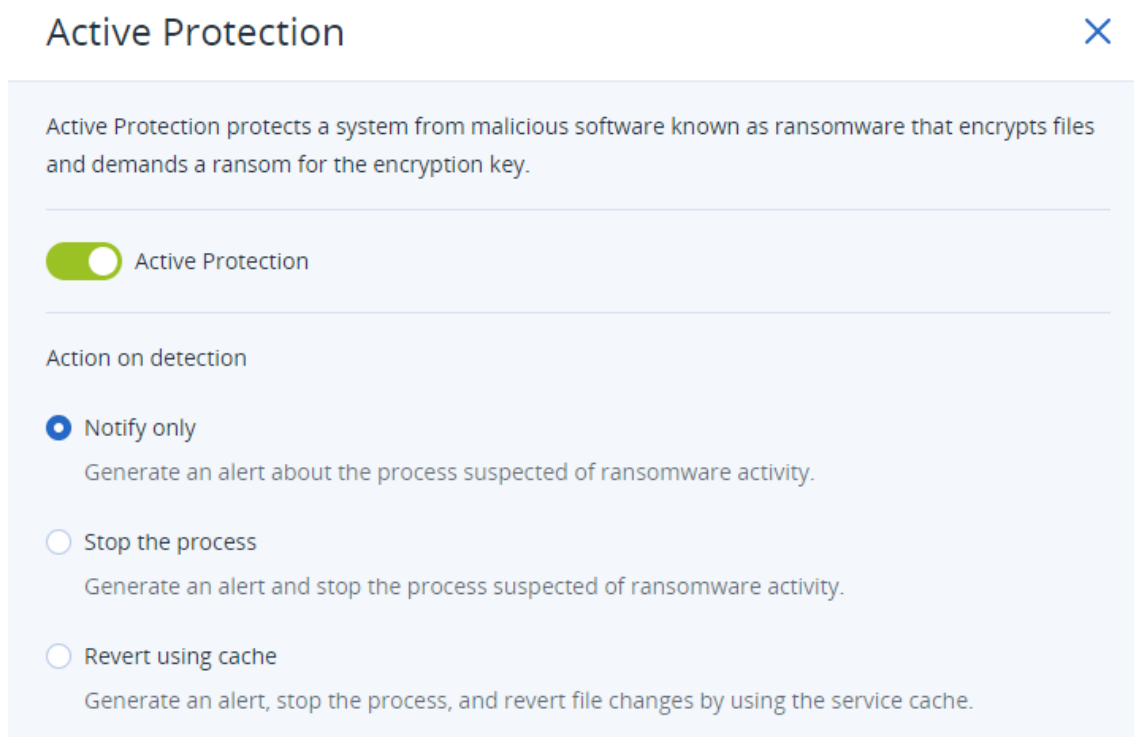 Active Protection
Active Protection protects a system from malicious software known as ransomware that encrypts files
and demands a ransom for the encryption key.
Active Protection
Action on detection
Notify only
Generate an alert about the process suspected of ransomware activity.
Stop the process
Generate an alert and stop the process suspected of ransomware activity.
Revert using cache
Generate an alert, stop the process, and revert file changes by using the service cache.